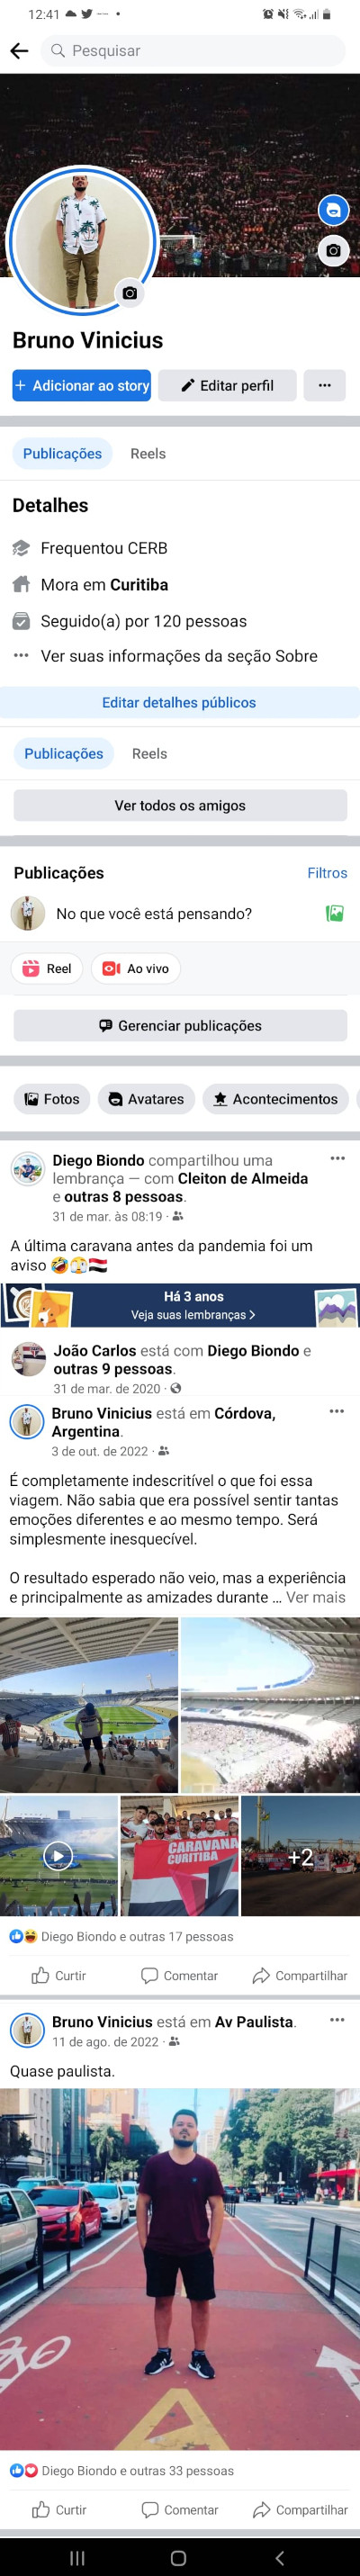 12:41
Pesquisar
Bruno Vinicius
+ Adicionar ao story
Editar perfil
Publicações
Reels
Detalhes
Frequentou CERB
Mora em Curitiba
Seguido(a) por 120 pessoas
Ver suas informações da seção Sobre
Editar detalhes públicos
Publicações
Reels
Ver todos os amigos
Publicações
Filtros
No que você está pensando?
Reel
Ao vivo
Gerenciar publicações
Fotos
Avatares
Acontecimentos
Diego Biondo compartilhou uma
lembrança — com Cleiton de Almeida
e outras 8 pessoas.
31 de mar. às 08:19 ·
A última caravana antes da pandemia foi um
aviso 🤣🫣🇾🇪
Há 3 anos
Veja suas lembranças >
João Carlos está com Diego Biondo e
outras 9 pessoas.
31 de mar. de 2020 ·
Bruno Vinicius está em Córdova,
Argentina.
3 de out. de 2022 ·
É completamente indescritível o que foi essa
viagem. Não sabia que era possível sentir tantas
emoções diferentes e ao mesmo tempo. Será
simplesmente inesquecível.
O resultado esperado não veio, mas a experiência
e principalmente as amizades durante ... Ver mais
CARAVANA
CURITIBA
+2
Diego Biondo e outras 17 pessoas
Curtir
Comentar
Compartilhar
Bruno Vinicius está em Av Paulista.
11 de ago. de 2022 ·
Quase paulista.
Diego Biondo e outras 33 pessoas
Curtir
Comentar
Compartilhar